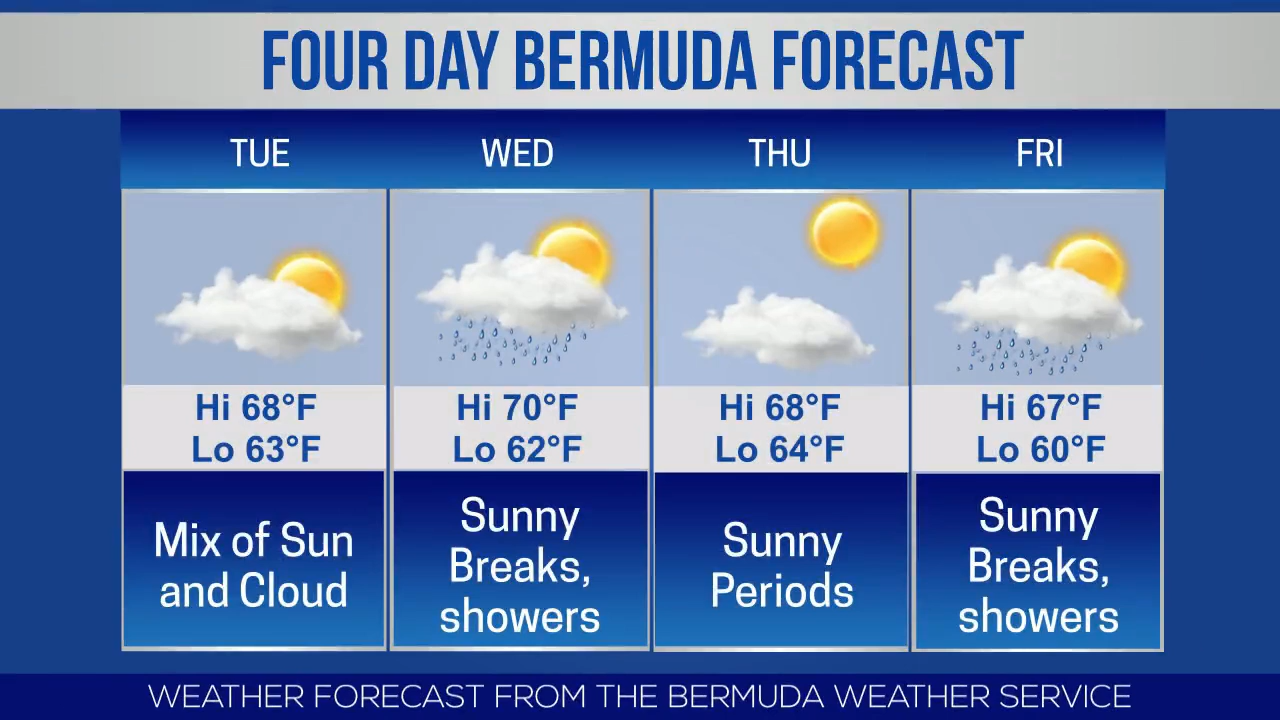 FOUR DAY BERMUDA FORECAST
TUE
WED
THU
FRI
Hi 68°F
Lo 63°F
Hi 70°F
Lo 62°F
Hi 68°F
Lo 64°F
Hi 67°F
Lo 60°F
Mix of Sun
and Cloud
Sunny
Breaks,
showers
Sunny
Periods
Sunny
Breaks,
showers
WEATHER FORECAST FROM THE BERMUDA WEATHER SERVICE